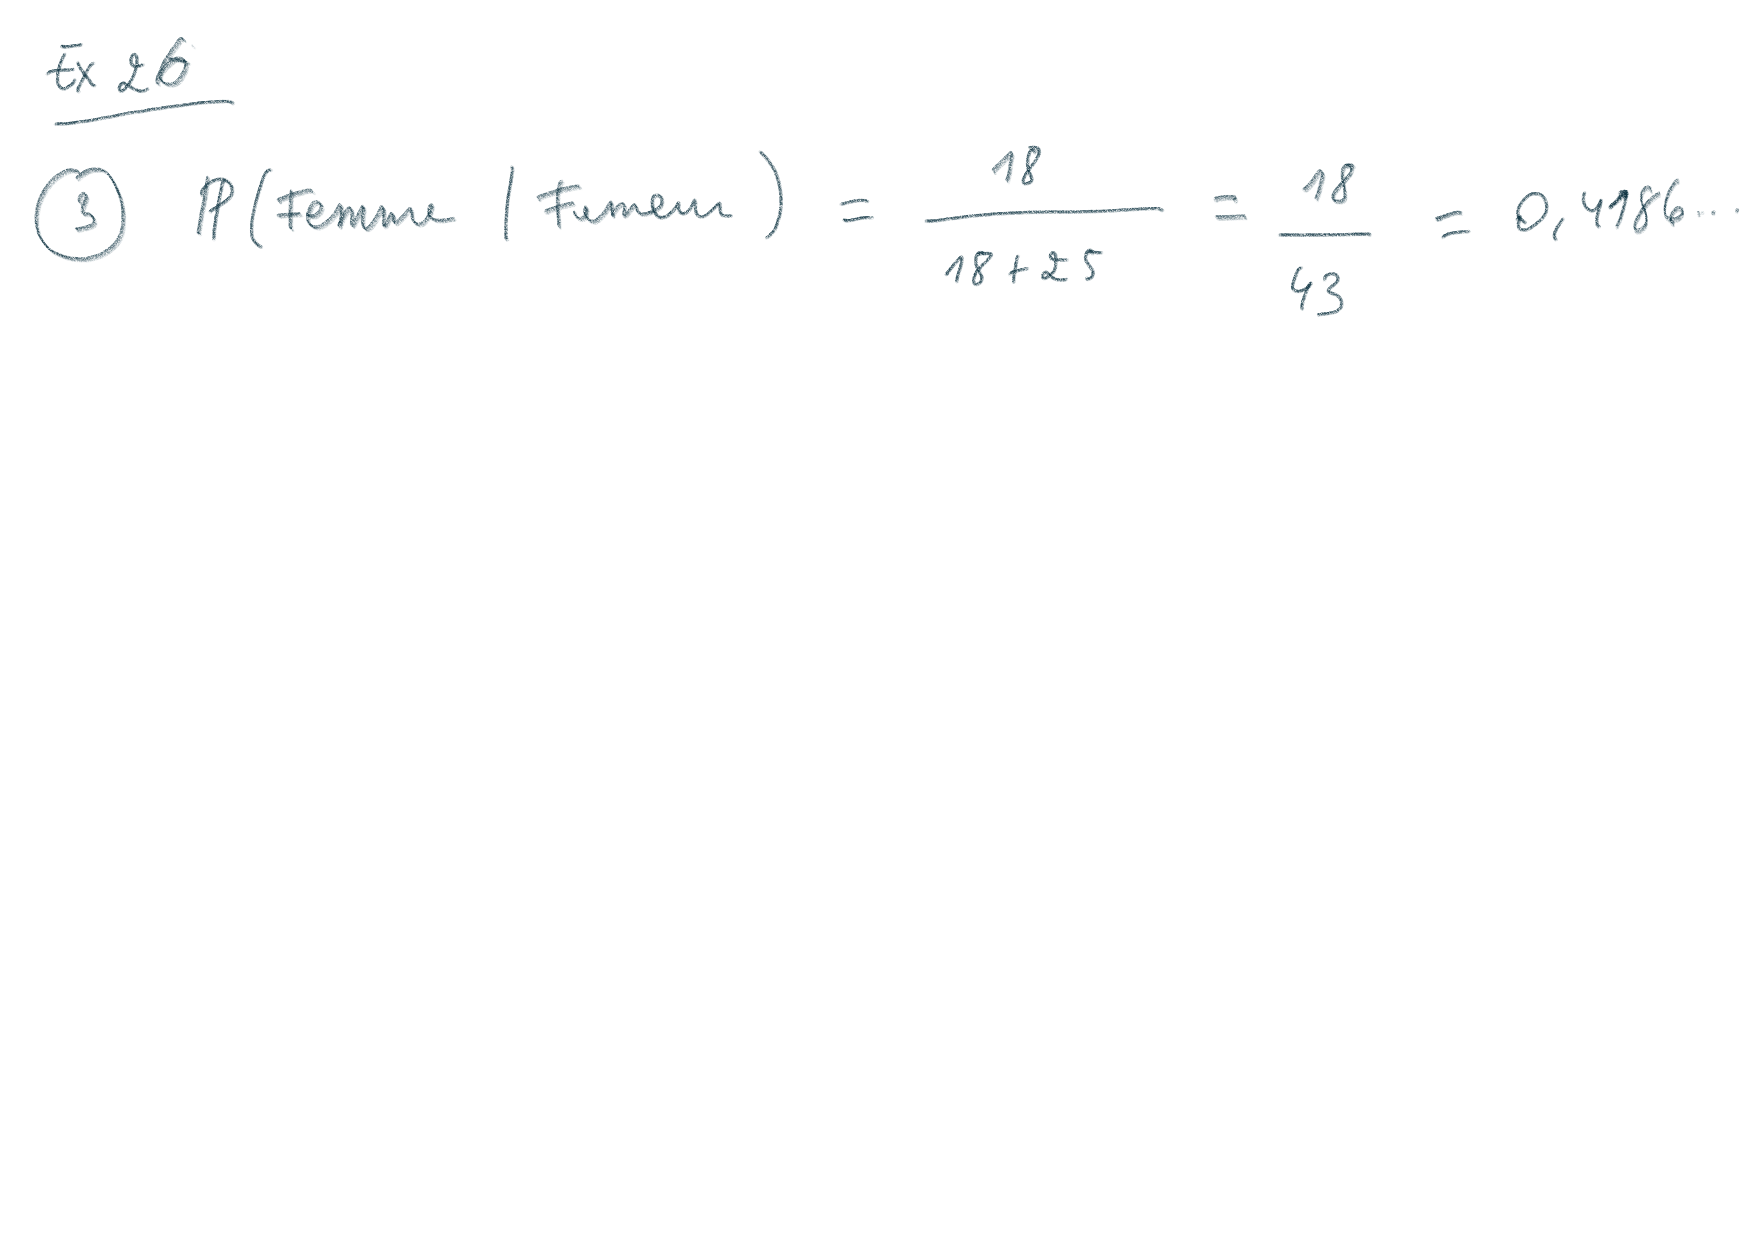 Ex 26
③ ℙ(Femme | Fumeur) = 18/(18+25) = 18/43 = 0,4186...